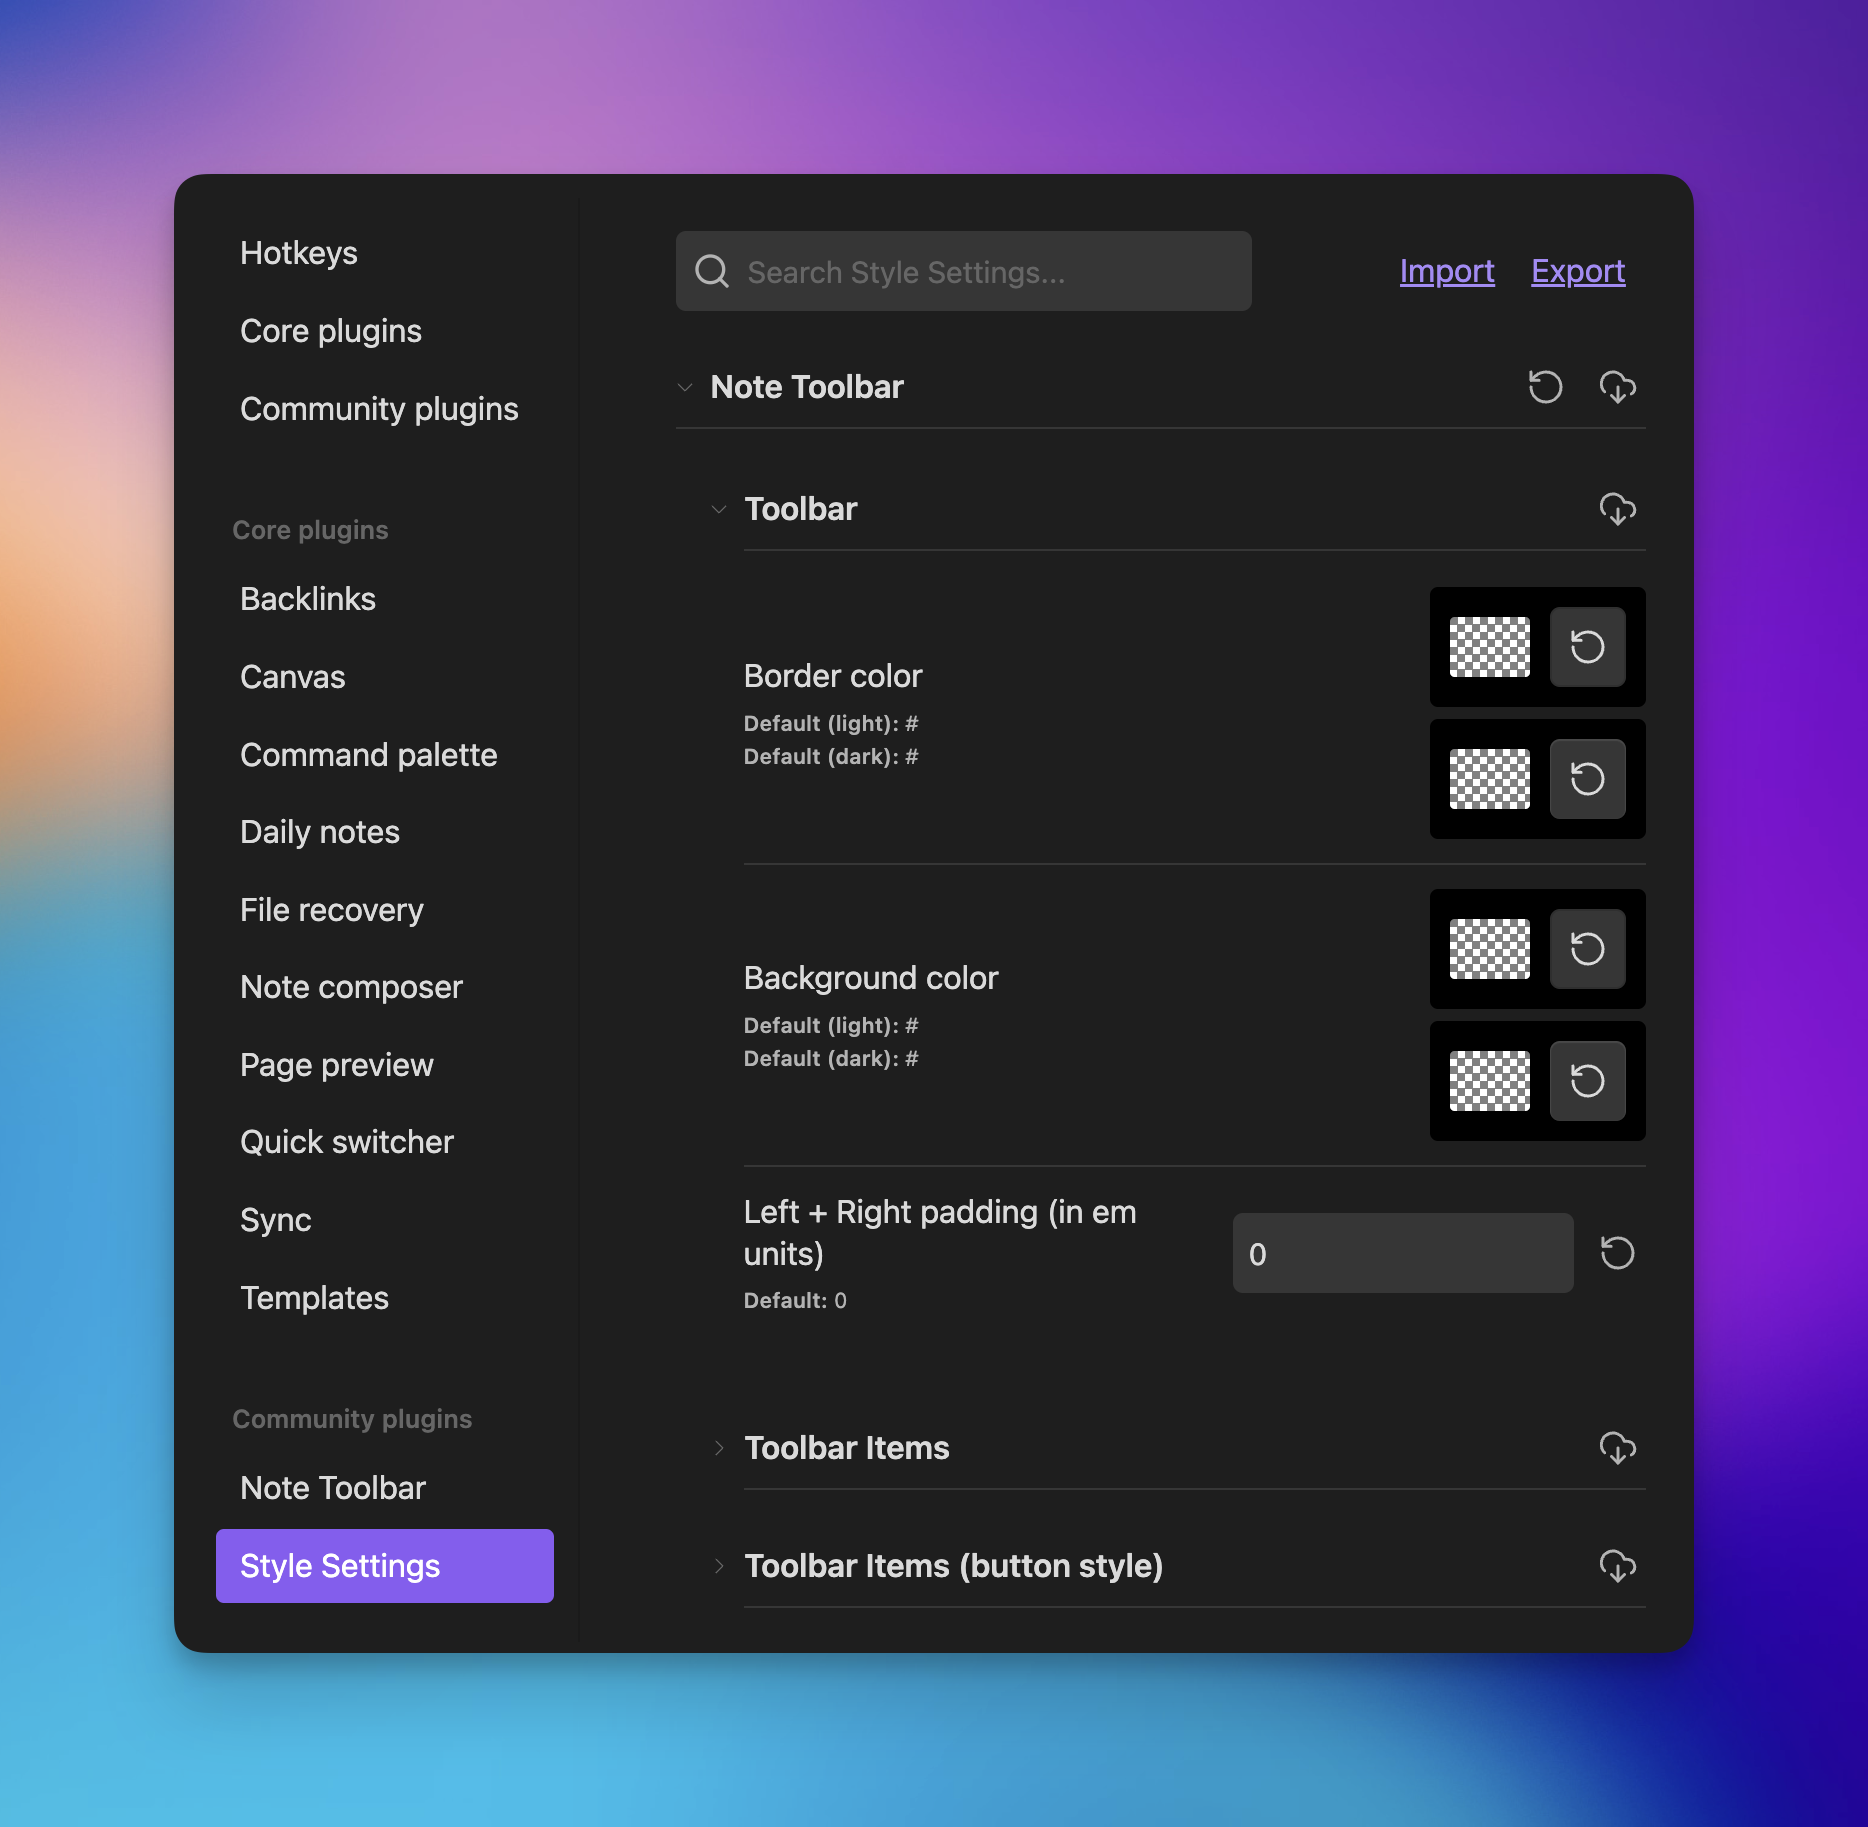 Hotkeys
Core plugins
Community plugins
Core plugins
Backlinks
Canvas
Command palette
Daily notes
File recovery
Note composer
Page preview
Quick switcher
Sync
Templates
Community plugins
Note Toolbar
Style Settings
Search Style Settings...
Import Export
Note Toolbar
Toolbar
Border color
Default (light): #
Default (dark): #
Background color
Default (light): #
Default (dark): #
Left + Right padding (in em
units)
Default: 0
0
Toolbar Items
Toolbar Items (button style)